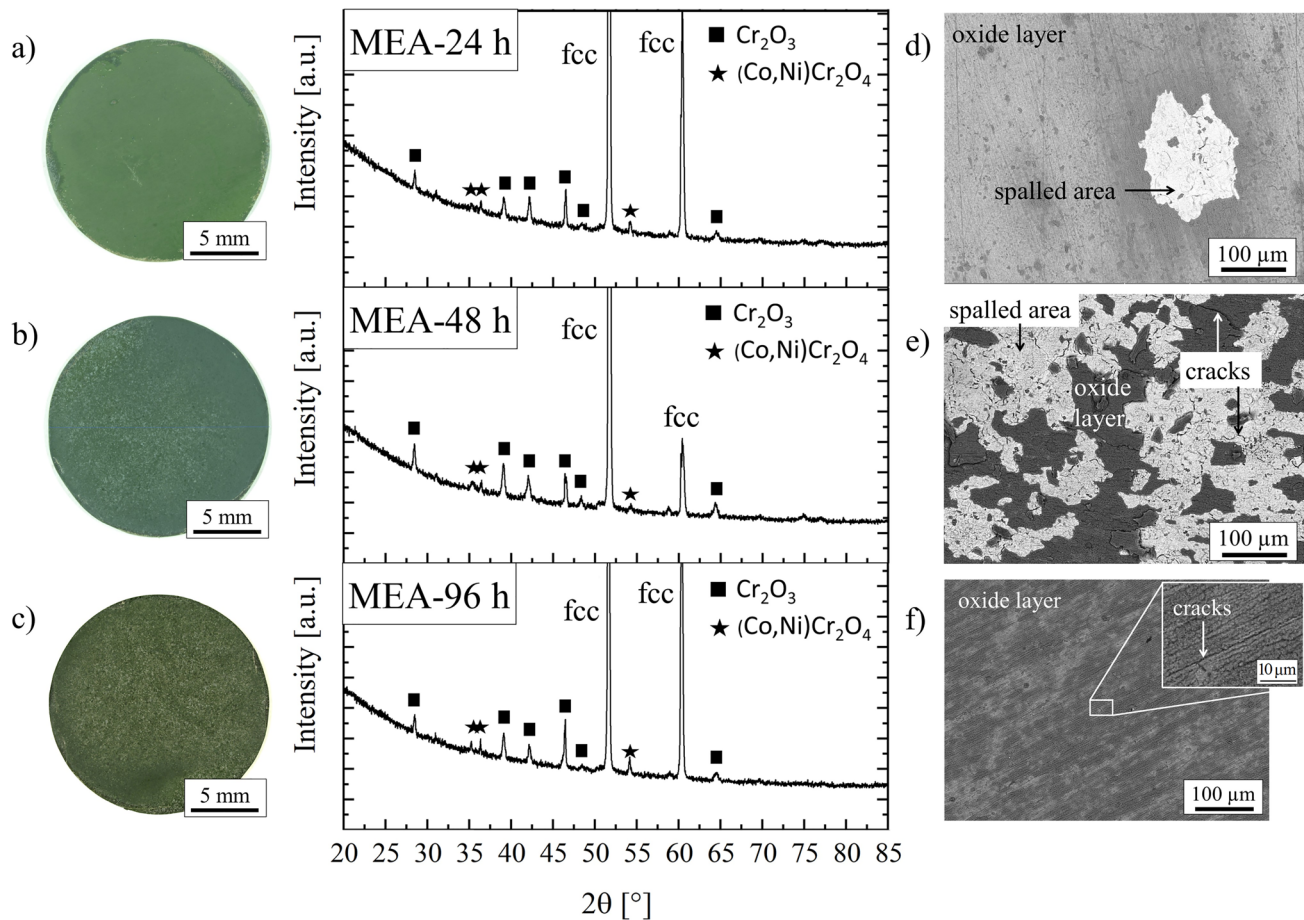 a)
5 mm
Intensity [a.u.]
MEA-24 h
fcc
fcc
■ Cr₂O₃
★ (Co,Ni)Cr₂O₄
d)
oxide layer
spalled area
100 µm
b)
5 mm
Intensity [a.u.]
MEA-48 h
fcc
fcc
■ Cr₂O₃
★ (Co,Ni)Cr₂O₄
e)
spalled area
cracks
oxide
layer
100 µm
c)
5 mm
Intensity [a.u.]
MEA-96 h
fcc
fcc
■ Cr₂O₃
★ (Co,Ni)Cr₂O₄
20 25 30 35 40 45 50 55 60 65 70 75 80 85
2θ [°]
f)
oxide layer
cracks
10 µm
100 µm